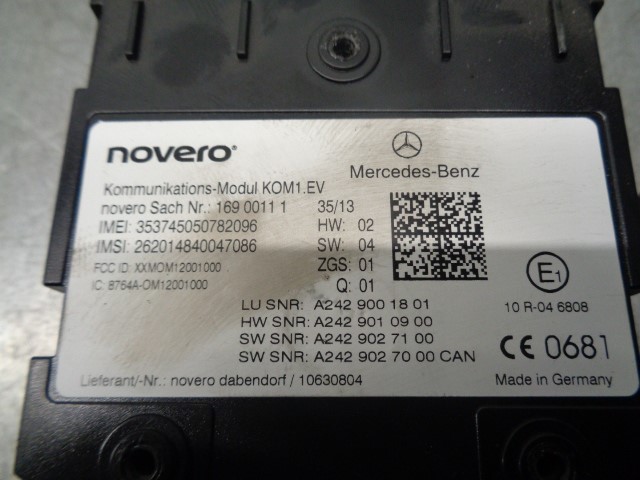 novero®
Mercedes-Benz
Kommunikations-Modul KOM1.EV
novero Sach Nr.: 169 0011 1 35/13
IMEI: 353745050782096 HW: 02
IMSI: 262014840047086 SW: 04
FCC ID: XXMOM12001000 ZGS: 01
IC: 8764A-OM12001000 Q: 01
E1
10 R-04 6808
LU SNR: A242 900 18 01
HW SNR: A242 901 09 00
SW SNR: A242 902 71 00
SW SNR: A242 902 70 00 CAN
CE 0681
Lieferant/-Nr.: novero dabendorf / 10630804
Made in Germany